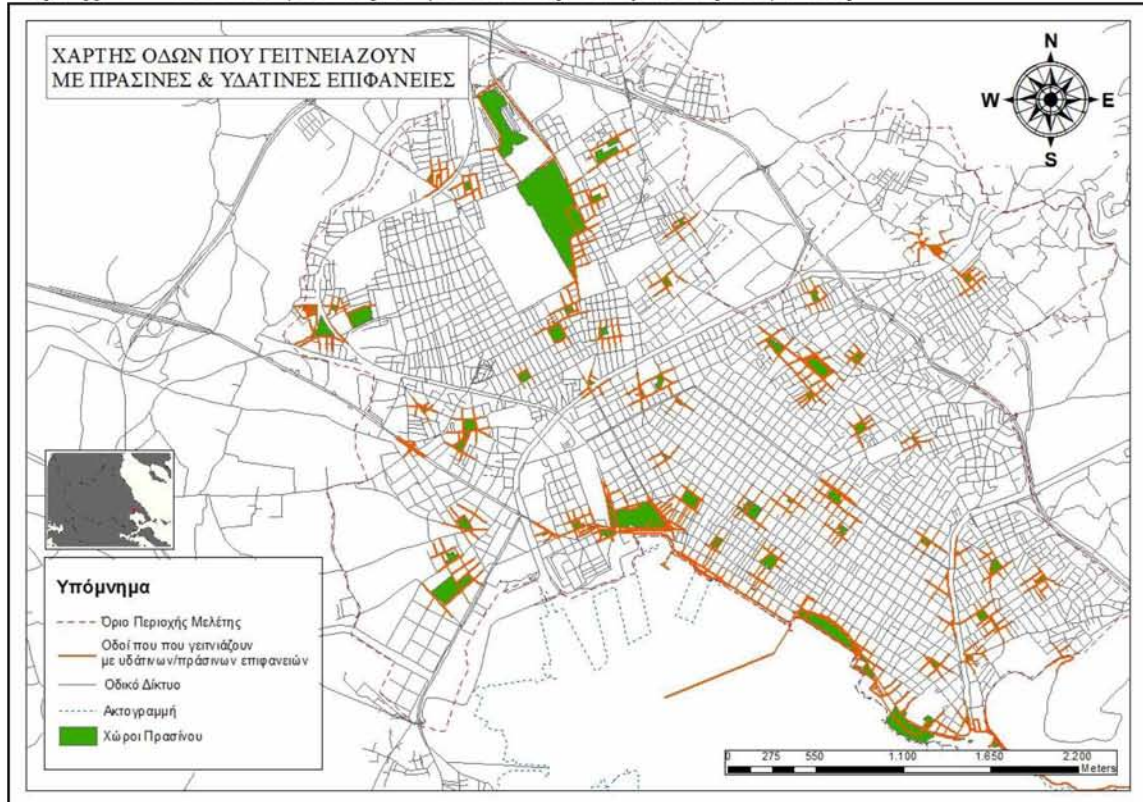 ΧΑΡΤΗΣ ΟΔΩΝ ΠΟΥ ΓΕΙΤΝΕΙΑΖΟΥΝ
ΜΕ ΠΡΑΣΙΝΕΣ & ΥΔΑΤΙΝΕΣ ΕΠΙΦΑΝΕΙΕΣ
N
W E
S
Υπόμνημα
Όριο Περιοχής Μελέτης
Οδοί που που γειτνιάζουν
με υδάτινων/πράσινων επιφανειών
Οδικό Δίκτυο
Ακτογραμμή
Χώροι Πρασίνου
0 275 550 1.100 1.650 2.200
Meters